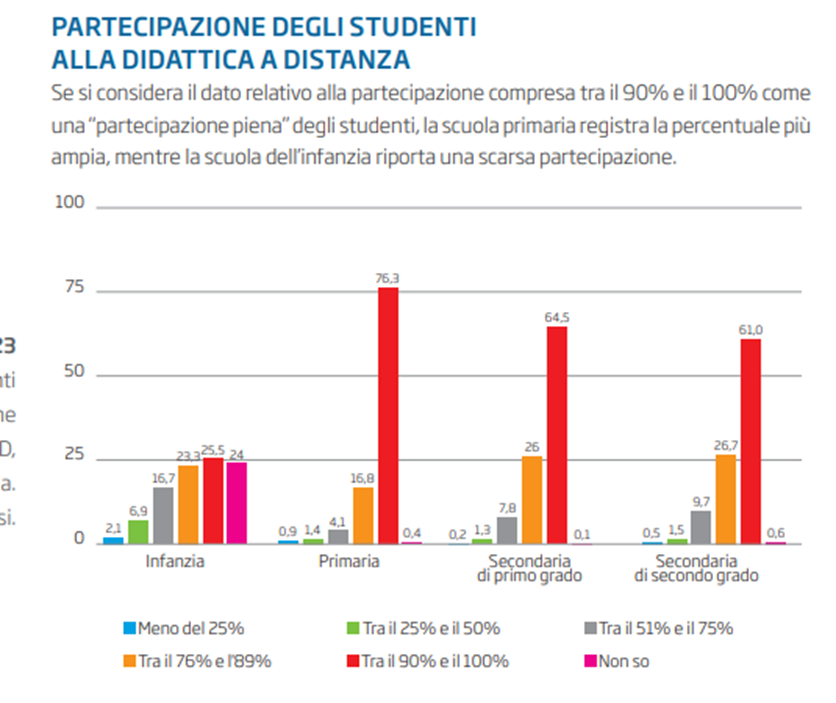 PARTECIPAZIONE DEGLI STUDENTI
ALLA DIDATTICA A DISTANZA
Se si considera il dato relativo alla partecipazione compresa tra il 90% e il 100% come
una “partecipazione piena” degli studenti, la scuola primaria registra la percentuale più
ampia, mentre la scuola dell'infanzia riporta una scarsa partecipazione.
23
nti
ne
D,
a.
si.
100
75
50
25
0
2,1 6,9 16,7 23,3 25,5 24
0,9 1,4 4,1 16,8 76,3 0,4
0,2 1,3 7,8 26 64,5 0,1
0,5 1,5 9,7 26,7 61,0 0,6
Infanzia
Primaria
Secondaria
di primo grado
Secondaria
di secondo grado
Meno del 25% Tra il 25% e il 50% Tra il 51% e il 75%
Tra il 76% e l'89% Tra il 90% e il 100% Non so